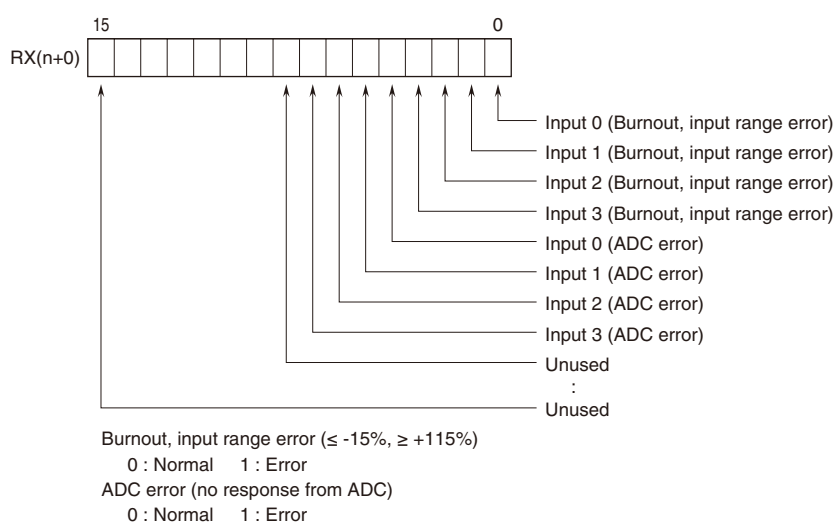 15 0
RX(n+0)
Input 0 (Burnout, input range error)
Input 1 (Burnout, input range error)
Input 2 (Burnout, input range error)
Input 3 (Burnout, input range error)
Input 0 (ADC error)
Input 1 (ADC error)
Input 2 (ADC error)
Input 3 (ADC error)
Unused
:
Unused
Burnout, input range error (≤ -15%, ≥ +115%)
0 : Normal 1 : Error
ADC error (no response from ADC)
0 : Normal 1 : Error